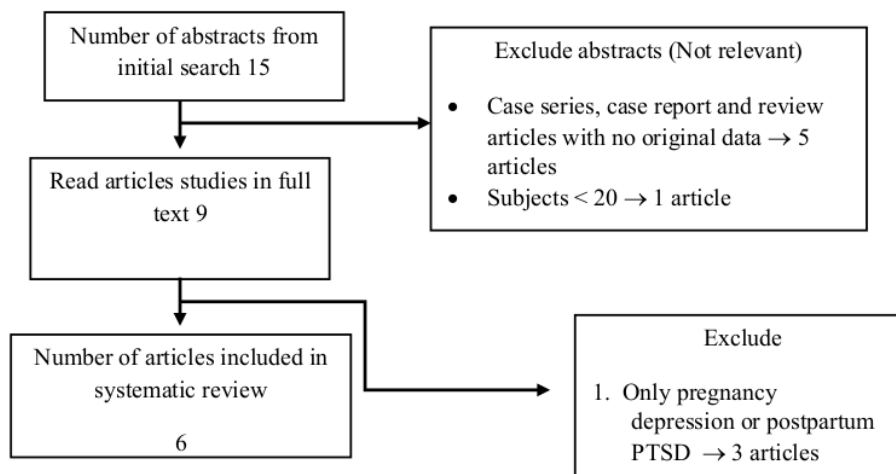 Number of abstracts from
initial search 15
Exclude abstracts (Not relevant)
• Case series, case report and review
articles with no original data → 5
articles
• Subjects < 20 → 1 article
Read articles studies in full
text 9
Number of articles included in
systematic review
6
Exclude
1. Only pregnancy
depression or postpartum
PTSD → 3 articles